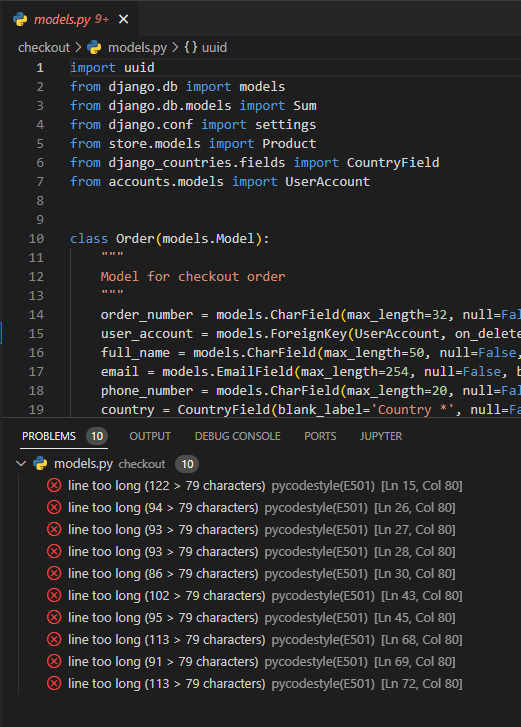 models.py 9+ ×
checkout > models.py > {} uuid
1 import uuid
2 from django.db import models
3 from django.db.models import Sum
4 from django.conf import settings
5 from store.models import Product
6 from django_countries.fields import CountryField
7 from accounts.models import UserAccount
8
9
10 class Order(models.Model):
11 """
12 Model for checkout order
13 """
14 order_number = models.CharField(max_length=32, null=Fal
15 user_account = models.ForeignKey(UserAccount, on_delete
16 full_name = models.CharField(max_length=50, null=False,
17 email = models.EmailField(max_length=254, null=False, b
18 phone_number = models.CharField(max_length=20, null=Fal
19 country = CountryField(blank_label='Country *', null=Fa
PROBLEMS 10 OUTPUT DEBUG CONSOLE PORTS JUPYTER
models.py checkout 10
line too long (122 > 79 characters) pycodestyle(E501) [Ln 15, Col 80]
line too long (94 > 79 characters) pycodestyle(E501) [Ln 26, Col 80]
line too long (93 > 79 characters) pycodestyle(E501) [Ln 27, Col 80]
line too long (93 > 79 characters) pycodestyle(E501) [Ln 28, Col 80]
line too long (86 > 79 characters) pycodestyle(E501) [Ln 30, Col 80]
line too long (102 > 79 characters) pycodestyle(E501) [Ln 43, Col 80]
line too long (95 > 79 characters) pycodestyle(E501) [Ln 45, Col 80]
line too long (113 > 79 characters) pycodestyle(E501) [Ln 68, Col 80]
line too long (91 > 79 characters) pycodestyle(E501) [Ln 69, Col 80]
line too long (113 > 79 characters) pycodestyle(E501) [Ln 72, Col 80]